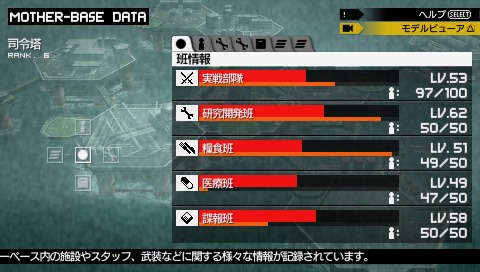 MOTHER-BASE DATA
! ヘルプ SELECT
モデルビューア △
司令塔
RANK. 6
班情報
実戦部隊 LV.53
97/100
研究開発班 LV.62
50/50
糧食班 LV.51
49/50
医療班 LV.49
47/50
諜報班 LV.58
50/50
ーベース内の施設やスタッフ、武装などに関する様々な情報が記録されています。